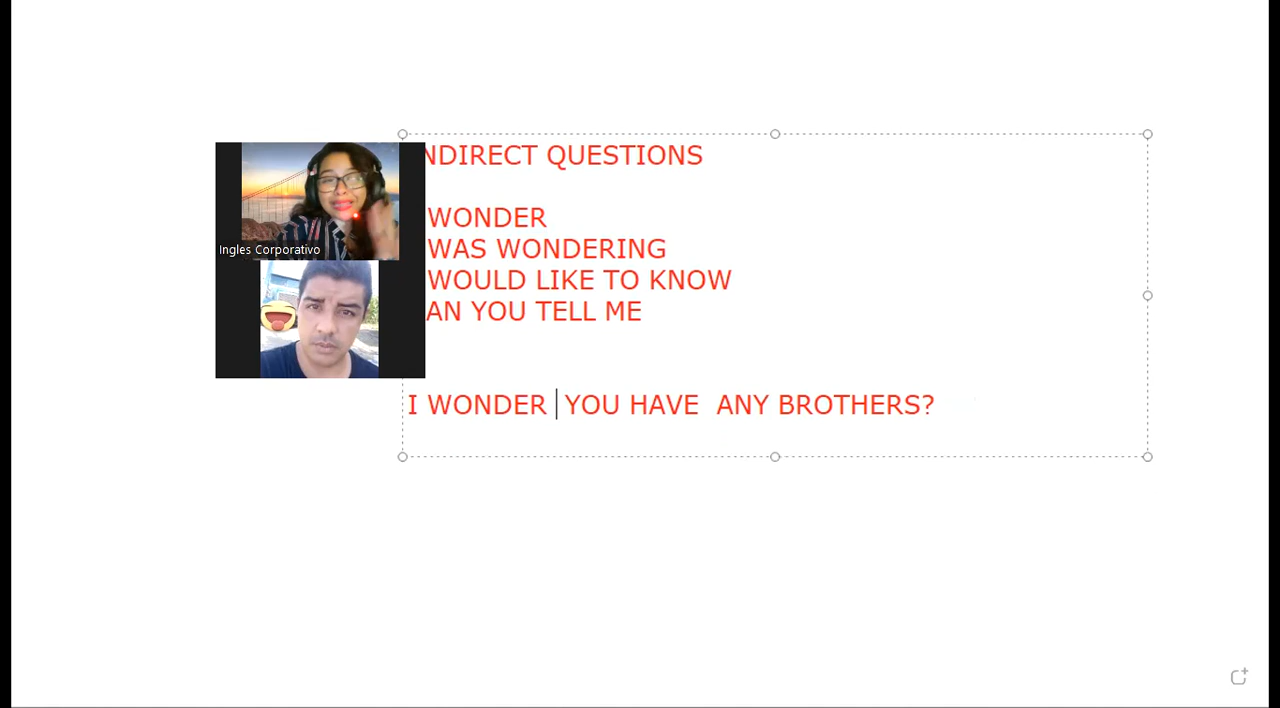 NDIRECT QUESTIONS
WONDER
WAS WONDERING
WOULD LIKE TO KNOW
AN YOU TELL ME
Ingles Corporativo
I WONDER YOU HAVE ANY BROTHERS?